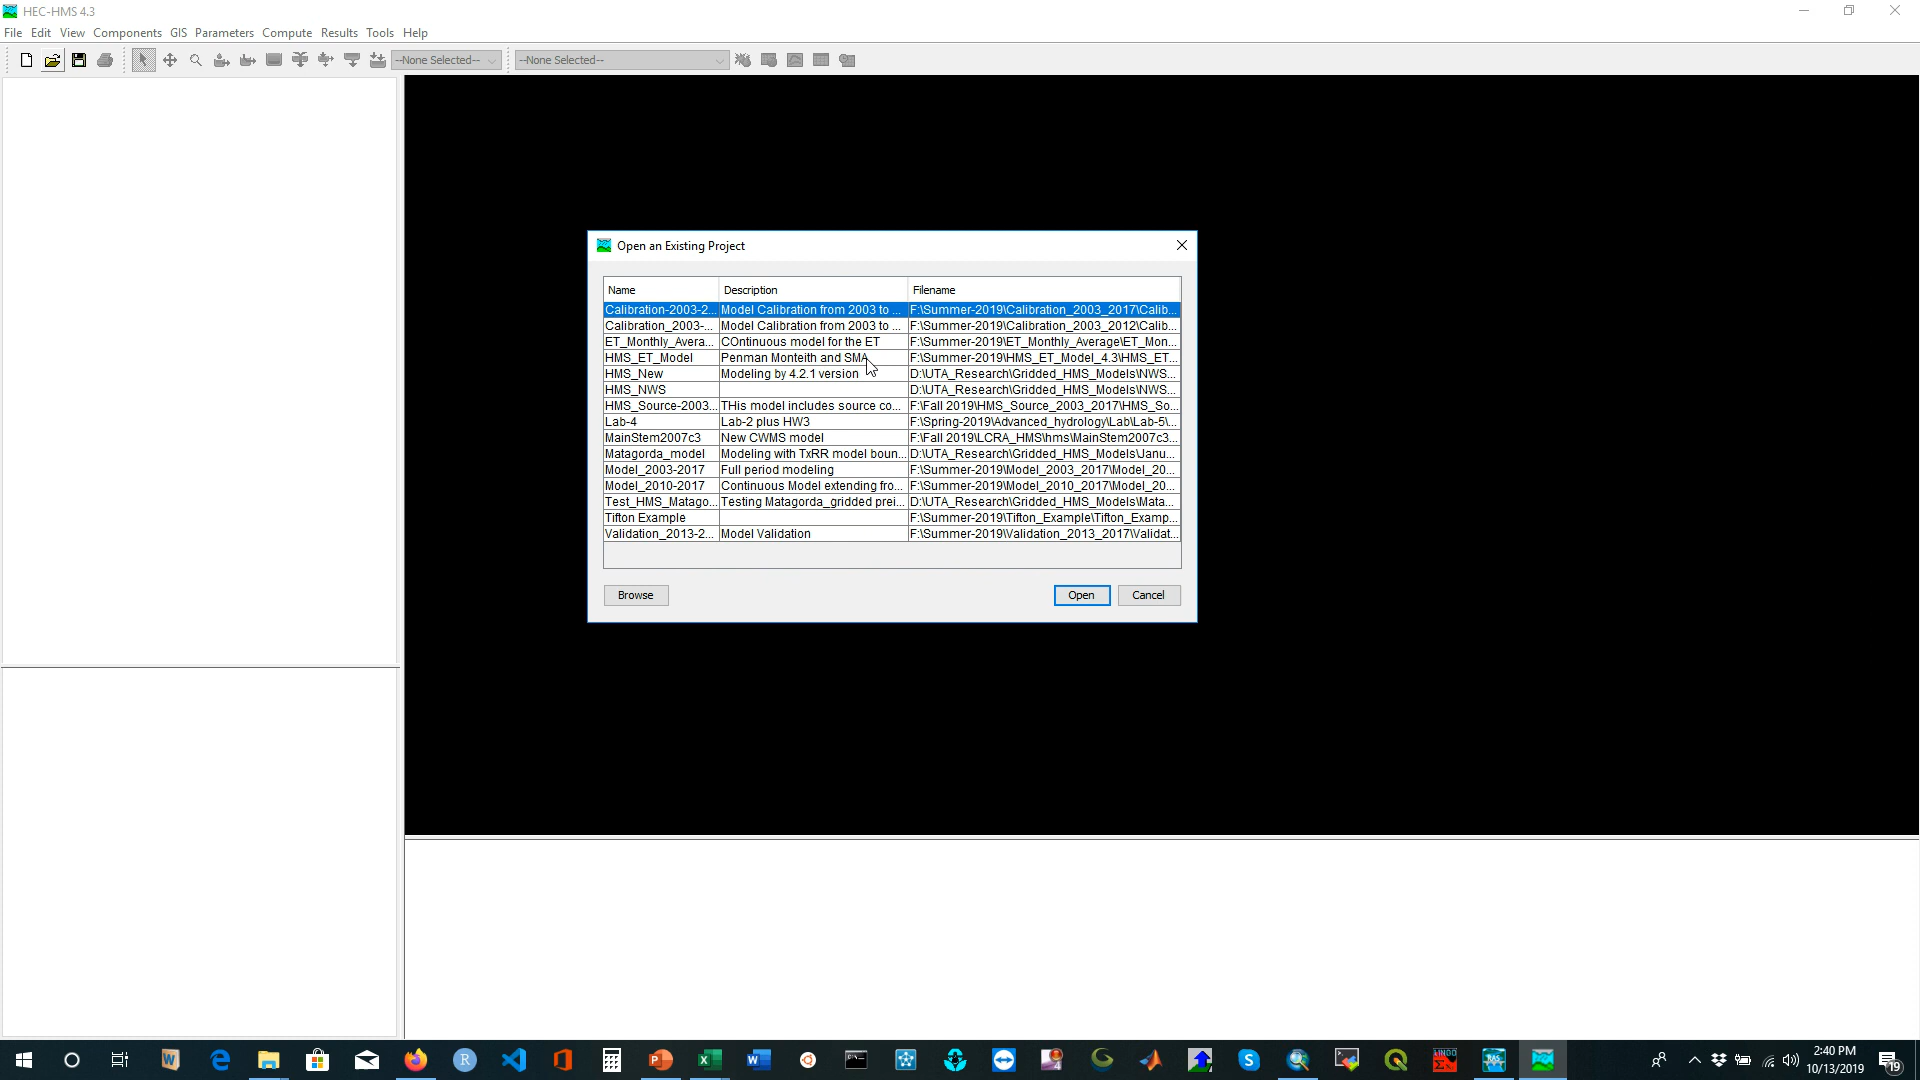 HEC-HMS 4.3
File Edit View Components GIS Parameters Compute Results Tools Help
--None Selected-- --None Selected--
Open an Existing Project
Name Description Filename
Calibration-2003-2... Model Calibration from 2003 to ... F:\Summer-2019\Calibration_2003_2017\Calib...
Calibration_2003-... Model Calibration from 2003 to ... F:\Summer-2019\Calibration_2003_2012\Calib...
ET_Monthly_Avera... COntinuous model for the ET F:\Summer-2019\ET_Monthly_Average\ET_Mon...
HMS_ET_Model Penman Monteith and SMA F:\Summer-2019\HMS_ET_Model_4.3\HMS_ET...
HMS_New Modeling by 4.2.1 version D:\UTA_Research\Gridded_HMS_Models\NWS...
HMS_NWS D:\UTA_Research\Gridded_HMS_Models\NWS...
HMS_Source-2003... THis model includes source co... F:\Fall 2019\HMS_Source_2003_2017\HMS_So...
Lab-4 Lab-2 plus HW3 F:\Spring-2019\Advanced_hydrology\Lab\Lab-5\...
MainStem2007c3 New CWMS model F:\Fall 2019\LCRA_HMS\hms\MainStem2007c3...
Matagorda_model Modeling with TxRR model boun... D:\UTA_Research\Gridded_HMS_Models\Janu...
Model_2003-2017 Full period modeling F:\Summer-2019\Model_2003_2017\Model_20...
Model_2010-2017 Continuous Model extending fro... F:\Summer-2019\Model_2010_2017\Model_20...
Test_HMS_Matago... Testing Matagorda_gridded prei... D:\UTA_Research\Gridded_HMS_Models\Mata...
Tifton Example F:\Summer-2019\Tifton_Example\Tifton_Examp...
Validation_2013-2... Model Validation F:\Summer-2019\Validation_2013_2017\Validat...
Browse Open Cancel
2:40 PM
10/13/2019
19